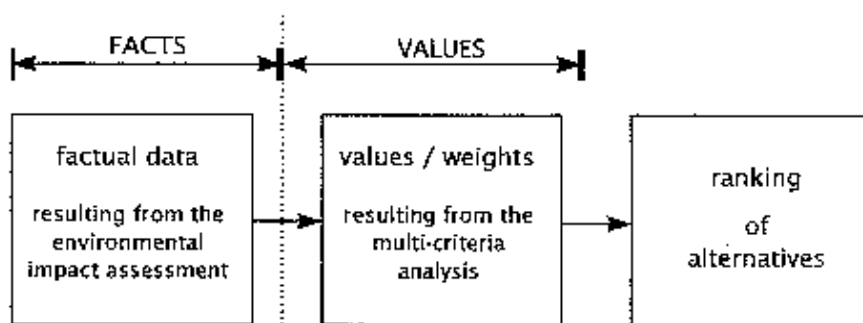 FACTS
VALUES
factual data
resulting from the
environmental
impact assessment
values / weights
resulting from the
multi-criteria
analysis
ranking
of
alternatives